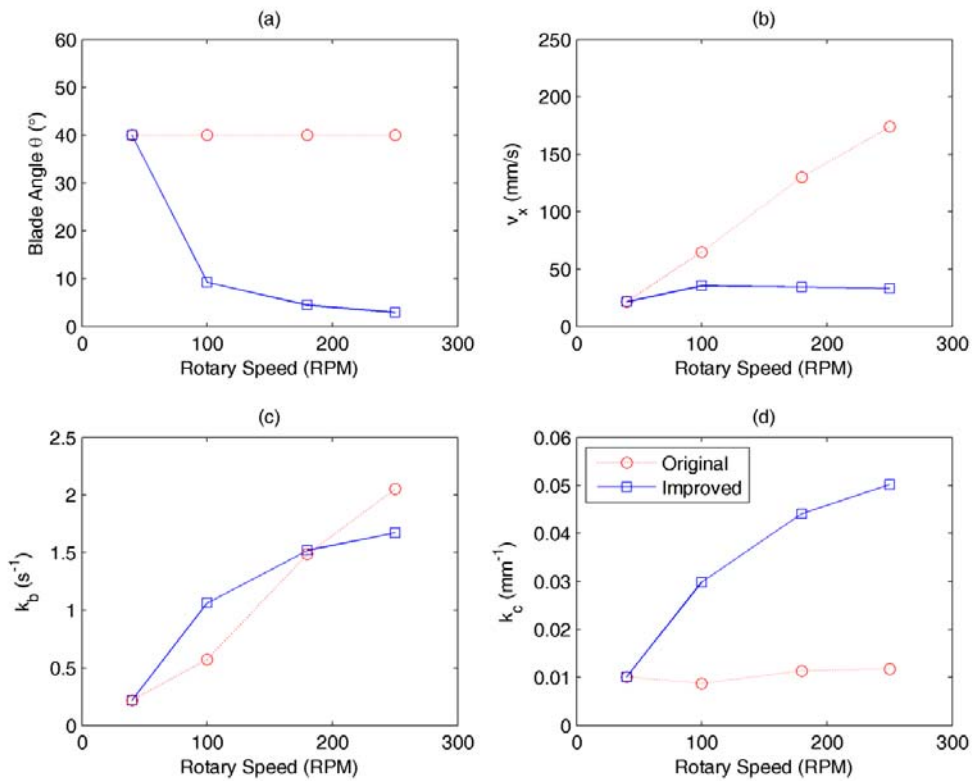 (a)
60
50
40
30
20
10
0
Blade Angle θ (°)
0 100 200 300
Rotary Speed (RPM)
(b)
250
200
150
100
50
0
v_x (mm/s)
0 100 200 300
Rotary Speed (RPM)
(c)
2.5
2
1.5
1
0.5
0
k_b (s^-1)
0 100 200 300
Rotary Speed (RPM)
(d)
0.06
0.05
0.04
0.03
0.02
0.01
0
k_c (mm^-1)
Original
Improved
0 100 200 300
Rotary Speed (RPM)